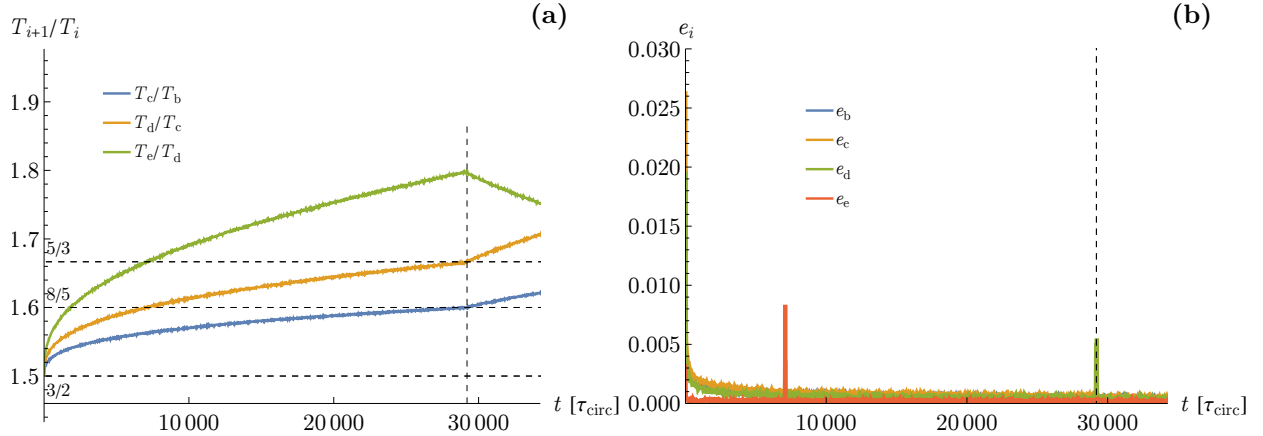 (a)
T_{i+1}/T_i
1.9
1.8
1.7
1.6
1.5
T_c/T_b
T_d/T_c
T_e/T_d
5/3
8/5
3/2
10 000
20 000
30 000
t [τ_circ]
(b)
e_i
0.030
0.025
0.020
0.015
0.010
0.005
0.000
e_b
e_c
e_d
e_e
10 000
20 000
30 000
t [τ_circ]